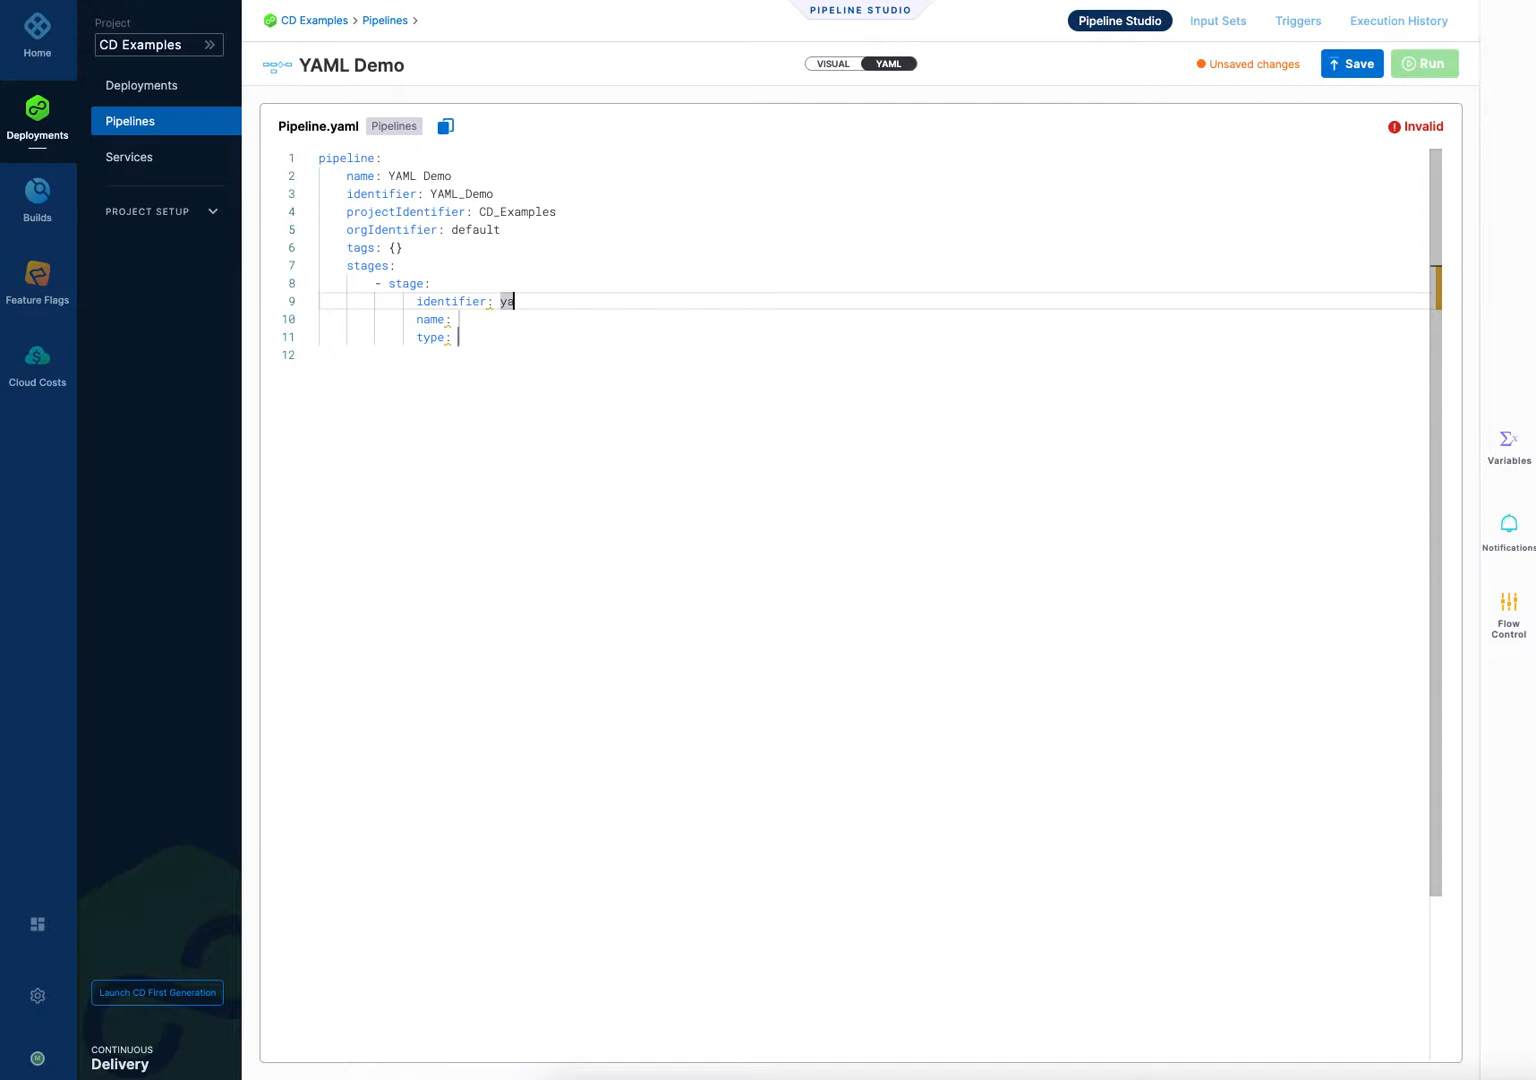 Home
Deployments
Builds
Feature Flags
Cloud Costs
M
Project
CD Examples
Deployments
Pipelines
Services
PROJECT SETUP
Launch CD First Generation
CONTINUOUS
Delivery
CD Examples > Pipelines >
PIPELINE STUDIO
Pipeline Studio Input Sets Triggers Execution History
YAML Demo
VISUAL YAML
Unsaved changes
Save
Run
Pipeline.yaml Pipelines
Invalid
1 pipeline:
2 name: YAML Demo
3 identifier: YAML_Demo
4 projectIdentifier: CD_Examples
5 orgIdentifier: default
6 tags: {}
7 stages:
8 - stage:
9 identifier: ya
10 name:
11 type:
12
Σx
Variables
Notifications
Flow
Control